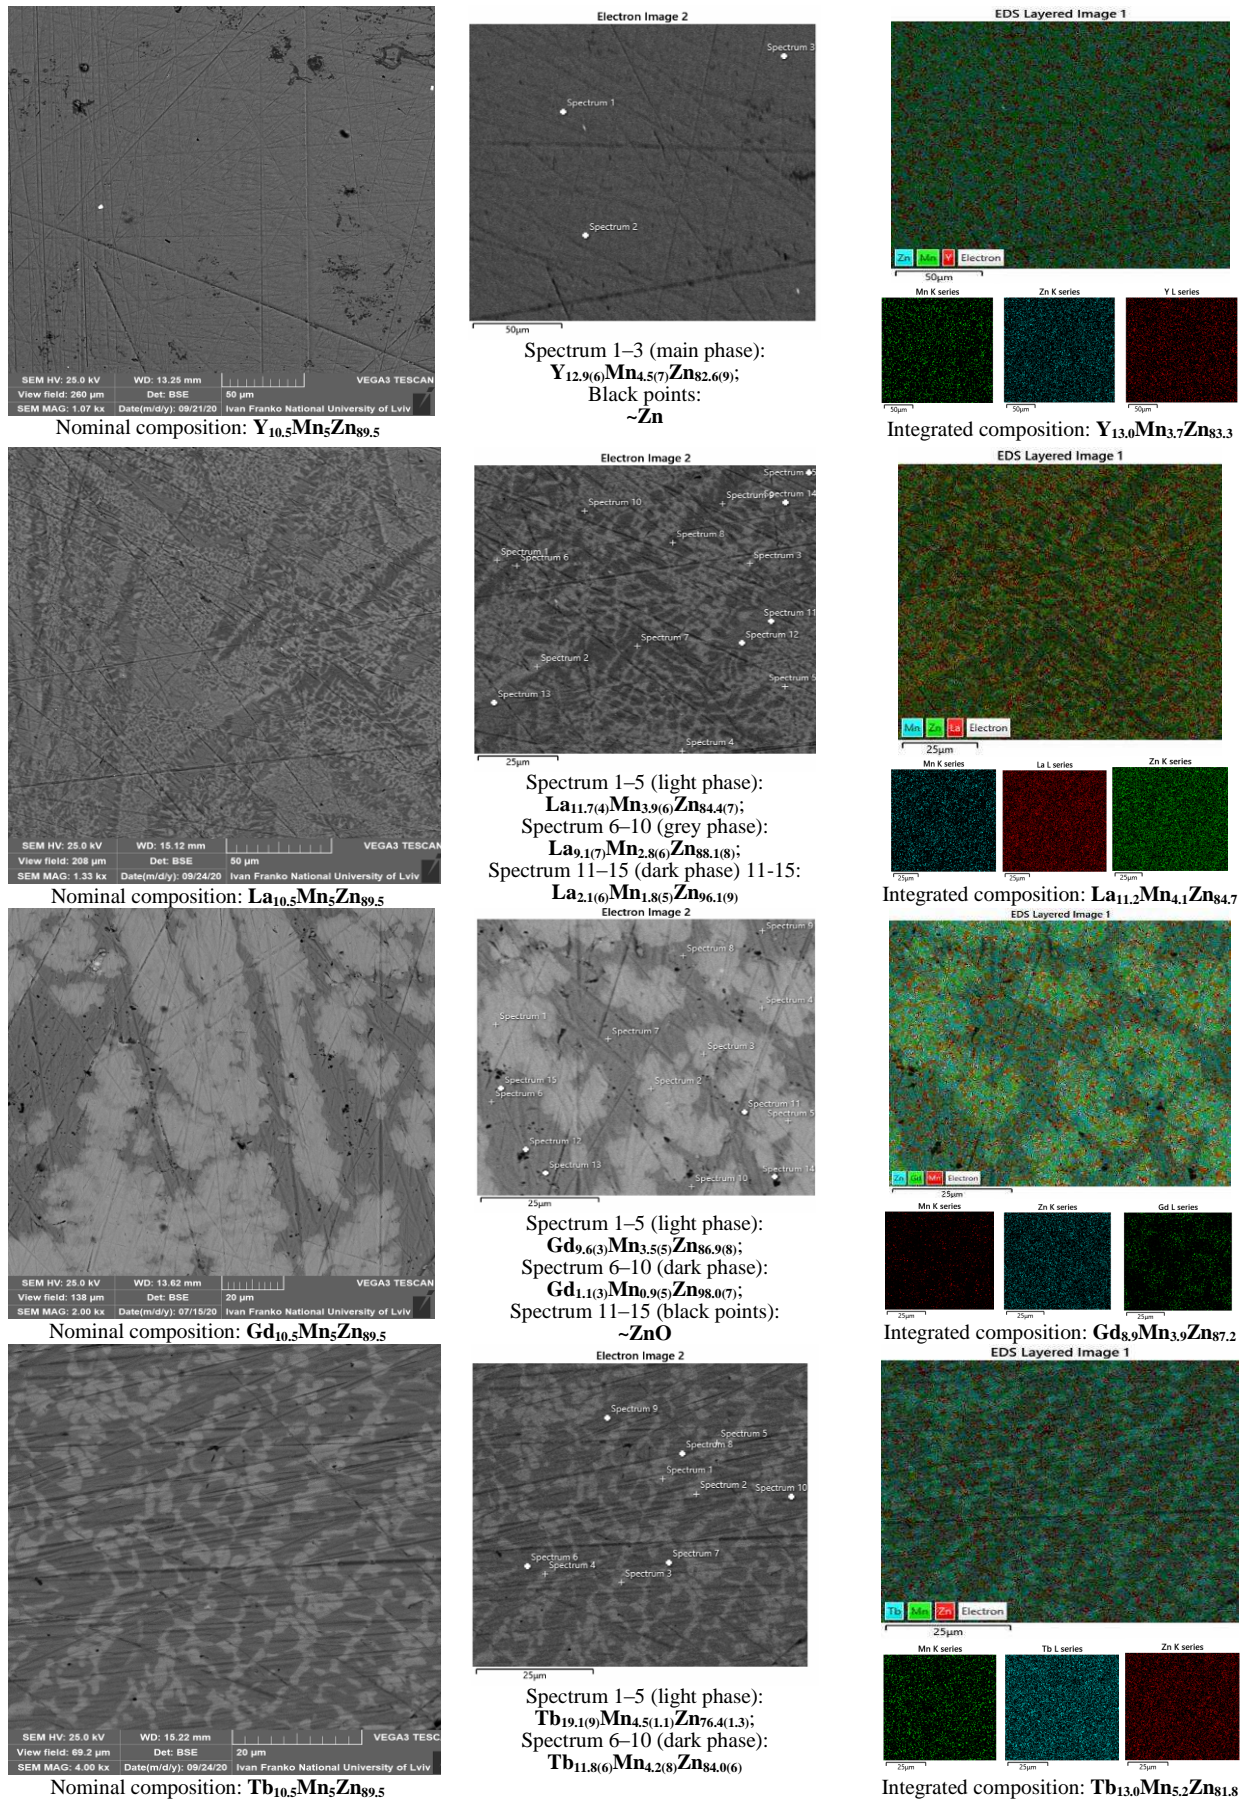 Electron Image 2
EDS Layered Image 1
Spectrum 3
Spectrum 1
Spectrum 2
50µm
Zn Mn Y Electron
50µm
Mn K series Zn K series Y L series
50µm 50µm 50µm
SEM HV: 25.0 kV WD: 13.25 mm VEGA3 TESCAN
View field: 260 µm Det: BSE 50 µm
SEM MAG: 1.07 kx Date(m/d/y): 09/21/20 Ivan Franko National University of Lviv
Nominal composition: Y10.5Mn5Zn89.5
Spectrum 1–3 (main phase):
Y12.9(6)Mn4.5(7)Zn82.6(9);
Black points:
~Zn
Integrated composition: Y13.0Mn3.7Zn83.3
Electron Image 2
EDS Layered Image 1
Spectrum 14
Spectrum 10
Spectrum 8
Spectrum 1
Spectrum 6
Spectrum 3
Spectrum 11
Spectrum 12
Spectrum 7
Spectrum 2
Spectrum 5
Spectrum 13
Spectrum 4
25µm
Mn Zn La Electron
25µm
Mn K series La L series Zn K series
25µm 25µm 25µm
SEM HV: 25.0 kV WD: 15.12 mm VEGA3 TESCAN
View field: 208 µm Det: BSE 50 µm
SEM MAG: 1.33 kx Date(m/d/y): 09/24/20 Ivan Franko National University of Lviv
Nominal composition: La10.5Mn5Zn89.5
Spectrum 1–5 (light phase):
La11.7(4)Mn3.9(6)Zn84.4(7);
Spectrum 6–10 (grey phase):
La9.1(7)Mn2.8(6)Zn88.1(8);
Spectrum 11–15 (dark phase) 11-15:
La2.1(6)Mn1.8(5)Zn96.1(9)
Integrated composition: La11.2Mn4.1Zn84.7
Electron Image 2
EDS Layered Image 1
Spectrum 9
Spectrum 8
Spectrum 4
Spectrum 1
Spectrum 7
Spectrum 3
Spectrum 15
Spectrum 2
Spectrum 6
Spectrum 11
Spectrum 5
Spectrum 12
Spectrum 13
Spectrum 14
Spectrum 10
25µm
Zn Gd Mn Electron
25µm
Mn K series Zn K series Gd L series
25µm 25µm 25µm
SEM HV: 25.0 kV WD: 13.62 mm VEGA3 TESCAN
View field: 138 µm Det: BSE 20 µm
SEM MAG: 2.00 kx Date(m/d/y): 07/15/20 Ivan Franko National University of Lviv
Nominal composition: Gd10.5Mn5Zn89.5
Spectrum 1–5 (light phase):
Gd9.6(3)Mn3.5(5)Zn86.9(8);
Spectrum 6–10 (dark phase):
Gd1.1(3)Mn0.9(5)Zn98.0(7);
Spectrum 11–15 (black points):
~ZnO
Integrated composition: Gd8.9Mn3.9Zn87.2
Electron Image 2
EDS Layered Image 1
Spectrum 9
Spectrum 5
Spectrum 8
Spectrum 1
Spectrum 2
Spectrum 10
Spectrum 6
Spectrum 7
Spectrum 4
Spectrum 3
25µm
Tb Mn Zn Electron
25µm
Mn K series Tb L series Zn K series
25µm 25µm 25µm
SEM HV: 25.0 kV WD: 15.22 mm VEGA3 TESCAN
View field: 69.2 µm Det: BSE 20 µm
SEM MAG: 4.00 kx Date(m/d/y): 09/24/20 Ivan Franko National University of Lviv
Nominal composition: Tb10.5Mn5Zn89.5
Spectrum 1–5 (light phase):
Tb19.1(9)Mn4.5(1.1)Zn76.4(1.3);
Spectrum 6–10 (dark phase):
Tb11.8(6)Mn4.2(8)Zn84.0(6)
Integrated composition: Tb13.0Mn5.2Zn81.8